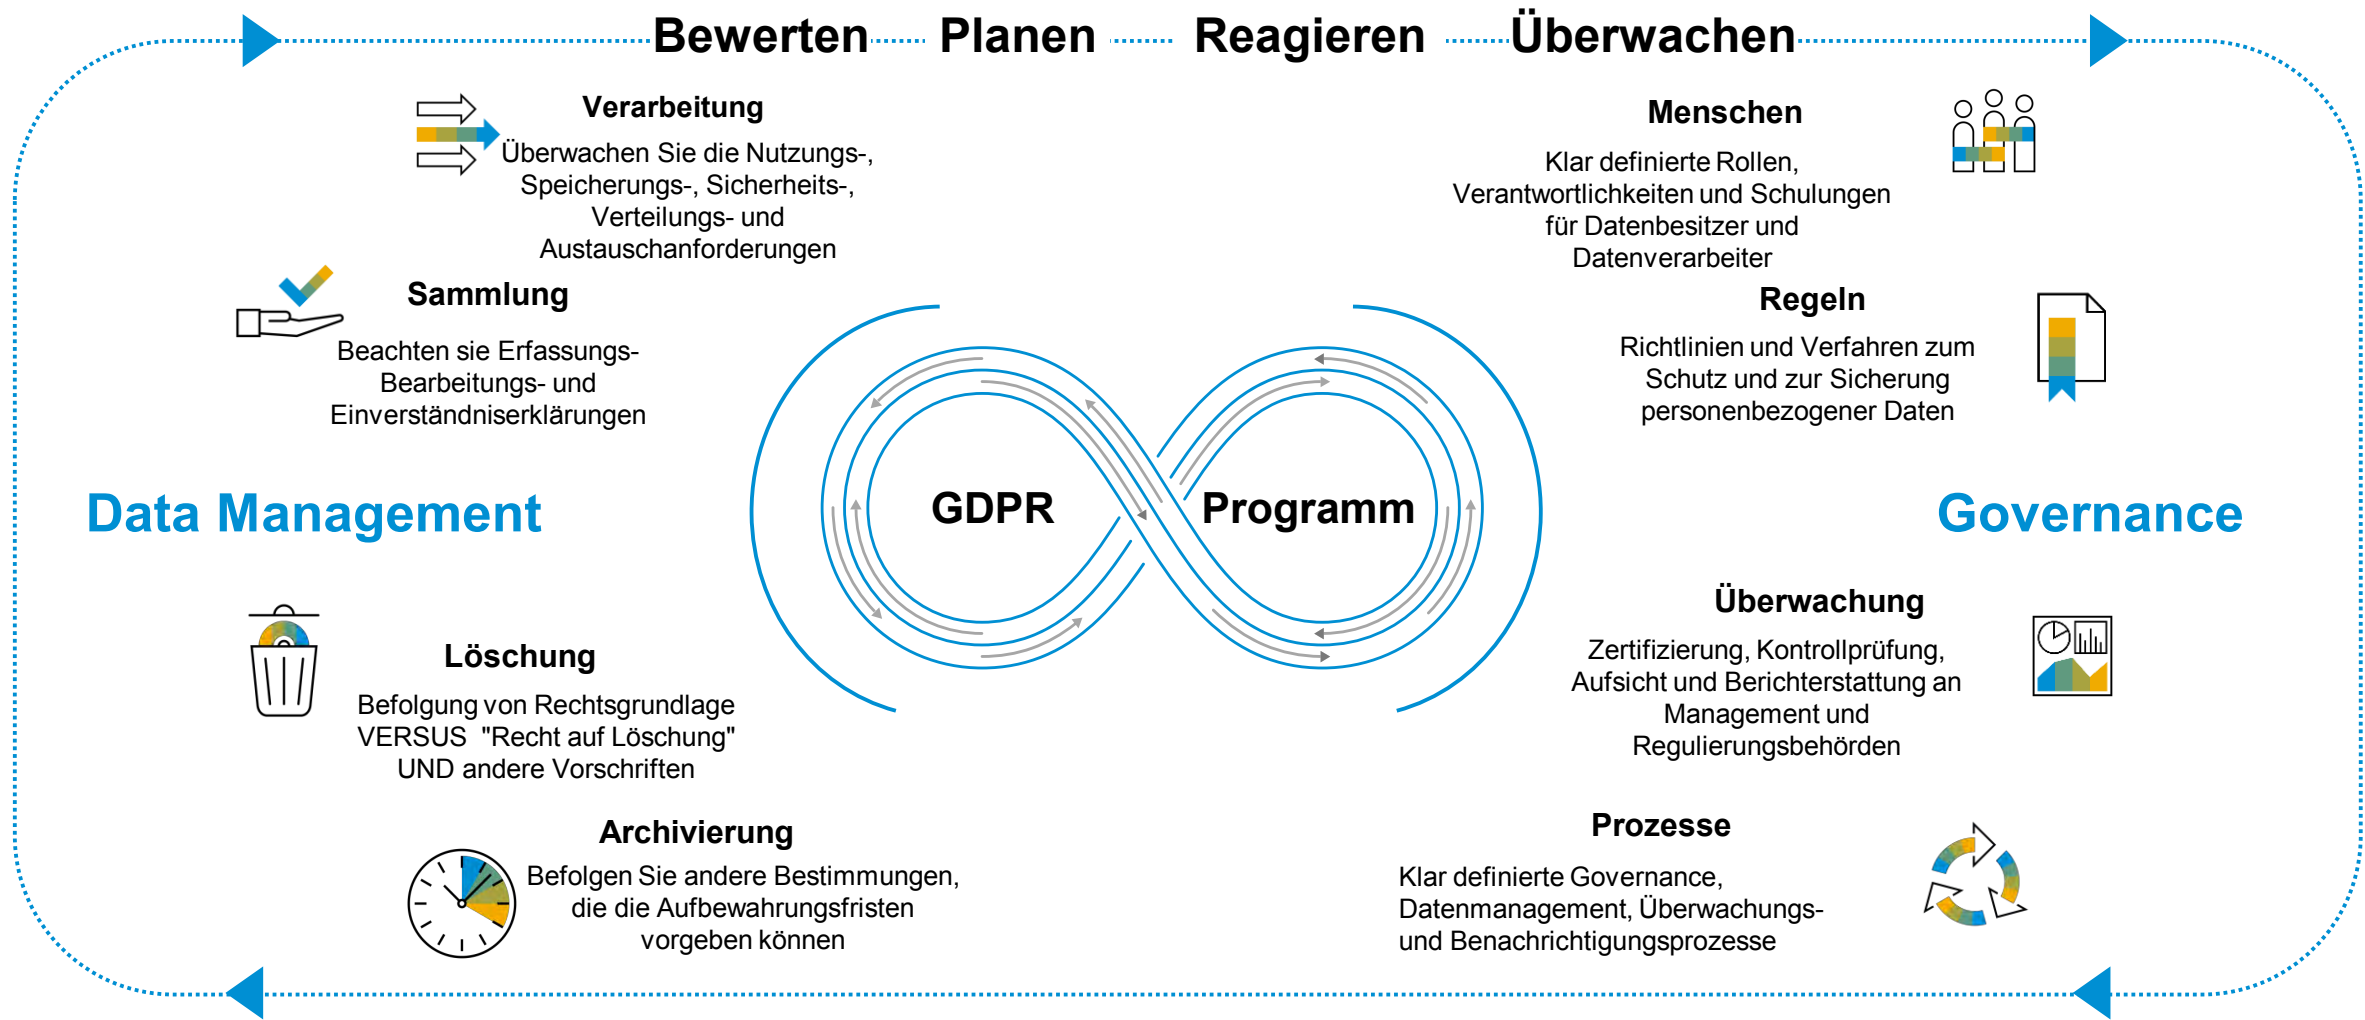 Bewerten Planen Reagieren Überwachen
Verarbeitung
Überwachen Sie die Nutzungs-,
Speicherungs-, Sicherheits-,
Verteilungs- und
Austauschanforderungen
Sammlung
Beachten sie Erfassungs-
Bearbeitungs- und
Einverständniserklärungen
Data Management
Löschung
Befolgung von Rechtsgrundlage
VERSUS "Recht auf Löschung"
UND andere Vorschriften
Archivierung
Befolgen Sie andere Bestimmungen,
die die Aufbewahrungsfristen
vorgeben können
GDPR Programm
Menschen
Klar definierte Rollen,
Verantwortlichkeiten und Schulungen
für Datenbesitzer und
Datenverarbeiter
Regeln
Richtlinien und Verfahren zum
Schutz und zur Sicherung
personenbezogener Daten
Governance
Überwachung
Zertifizierung, Kontrollprüfung,
Aufsicht und Berichterstattung an
Management und
Regulierungsbehörden
Prozesse
Klar definierte Governance,
Datenmanagement, Überwachungs-
und Benachrichtigungsprozesse